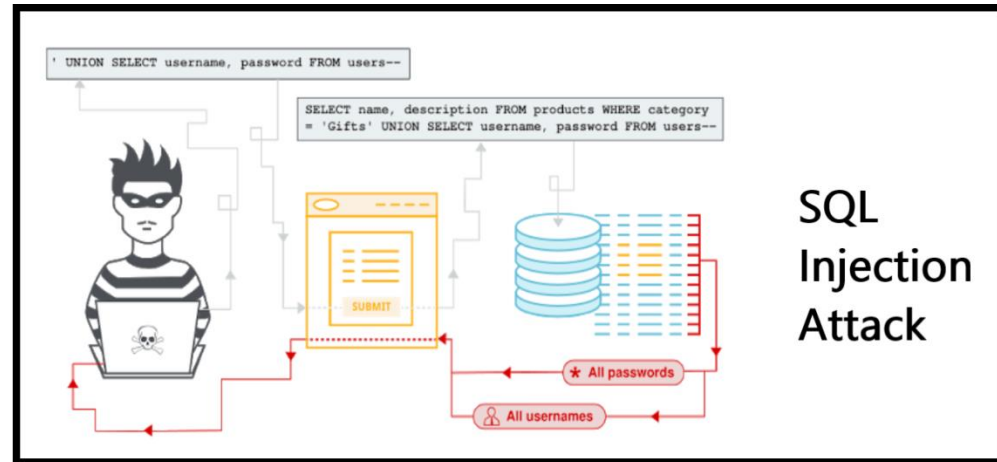 ' UNION SELECT username, password FROM users--
SELECT name, description FROM products WHERE category
= 'Gifts' UNION SELECT username, password FROM users--
SUBMIT
* All passwords
All usernames
SQL
Injection
Attack